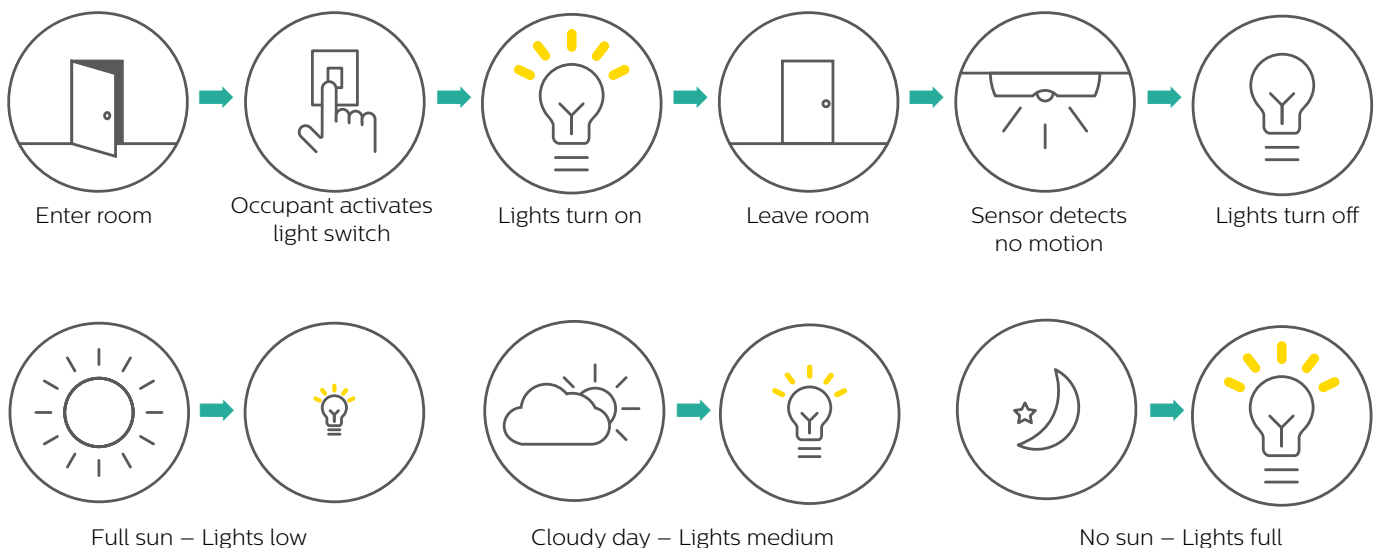 Enter room
Occupant activates
light switch
Lights turn on
Leave room
Sensor detects
no motion
Lights turn off
Full sun – Lights low
Cloudy day – Lights medium
No sun – Lights full